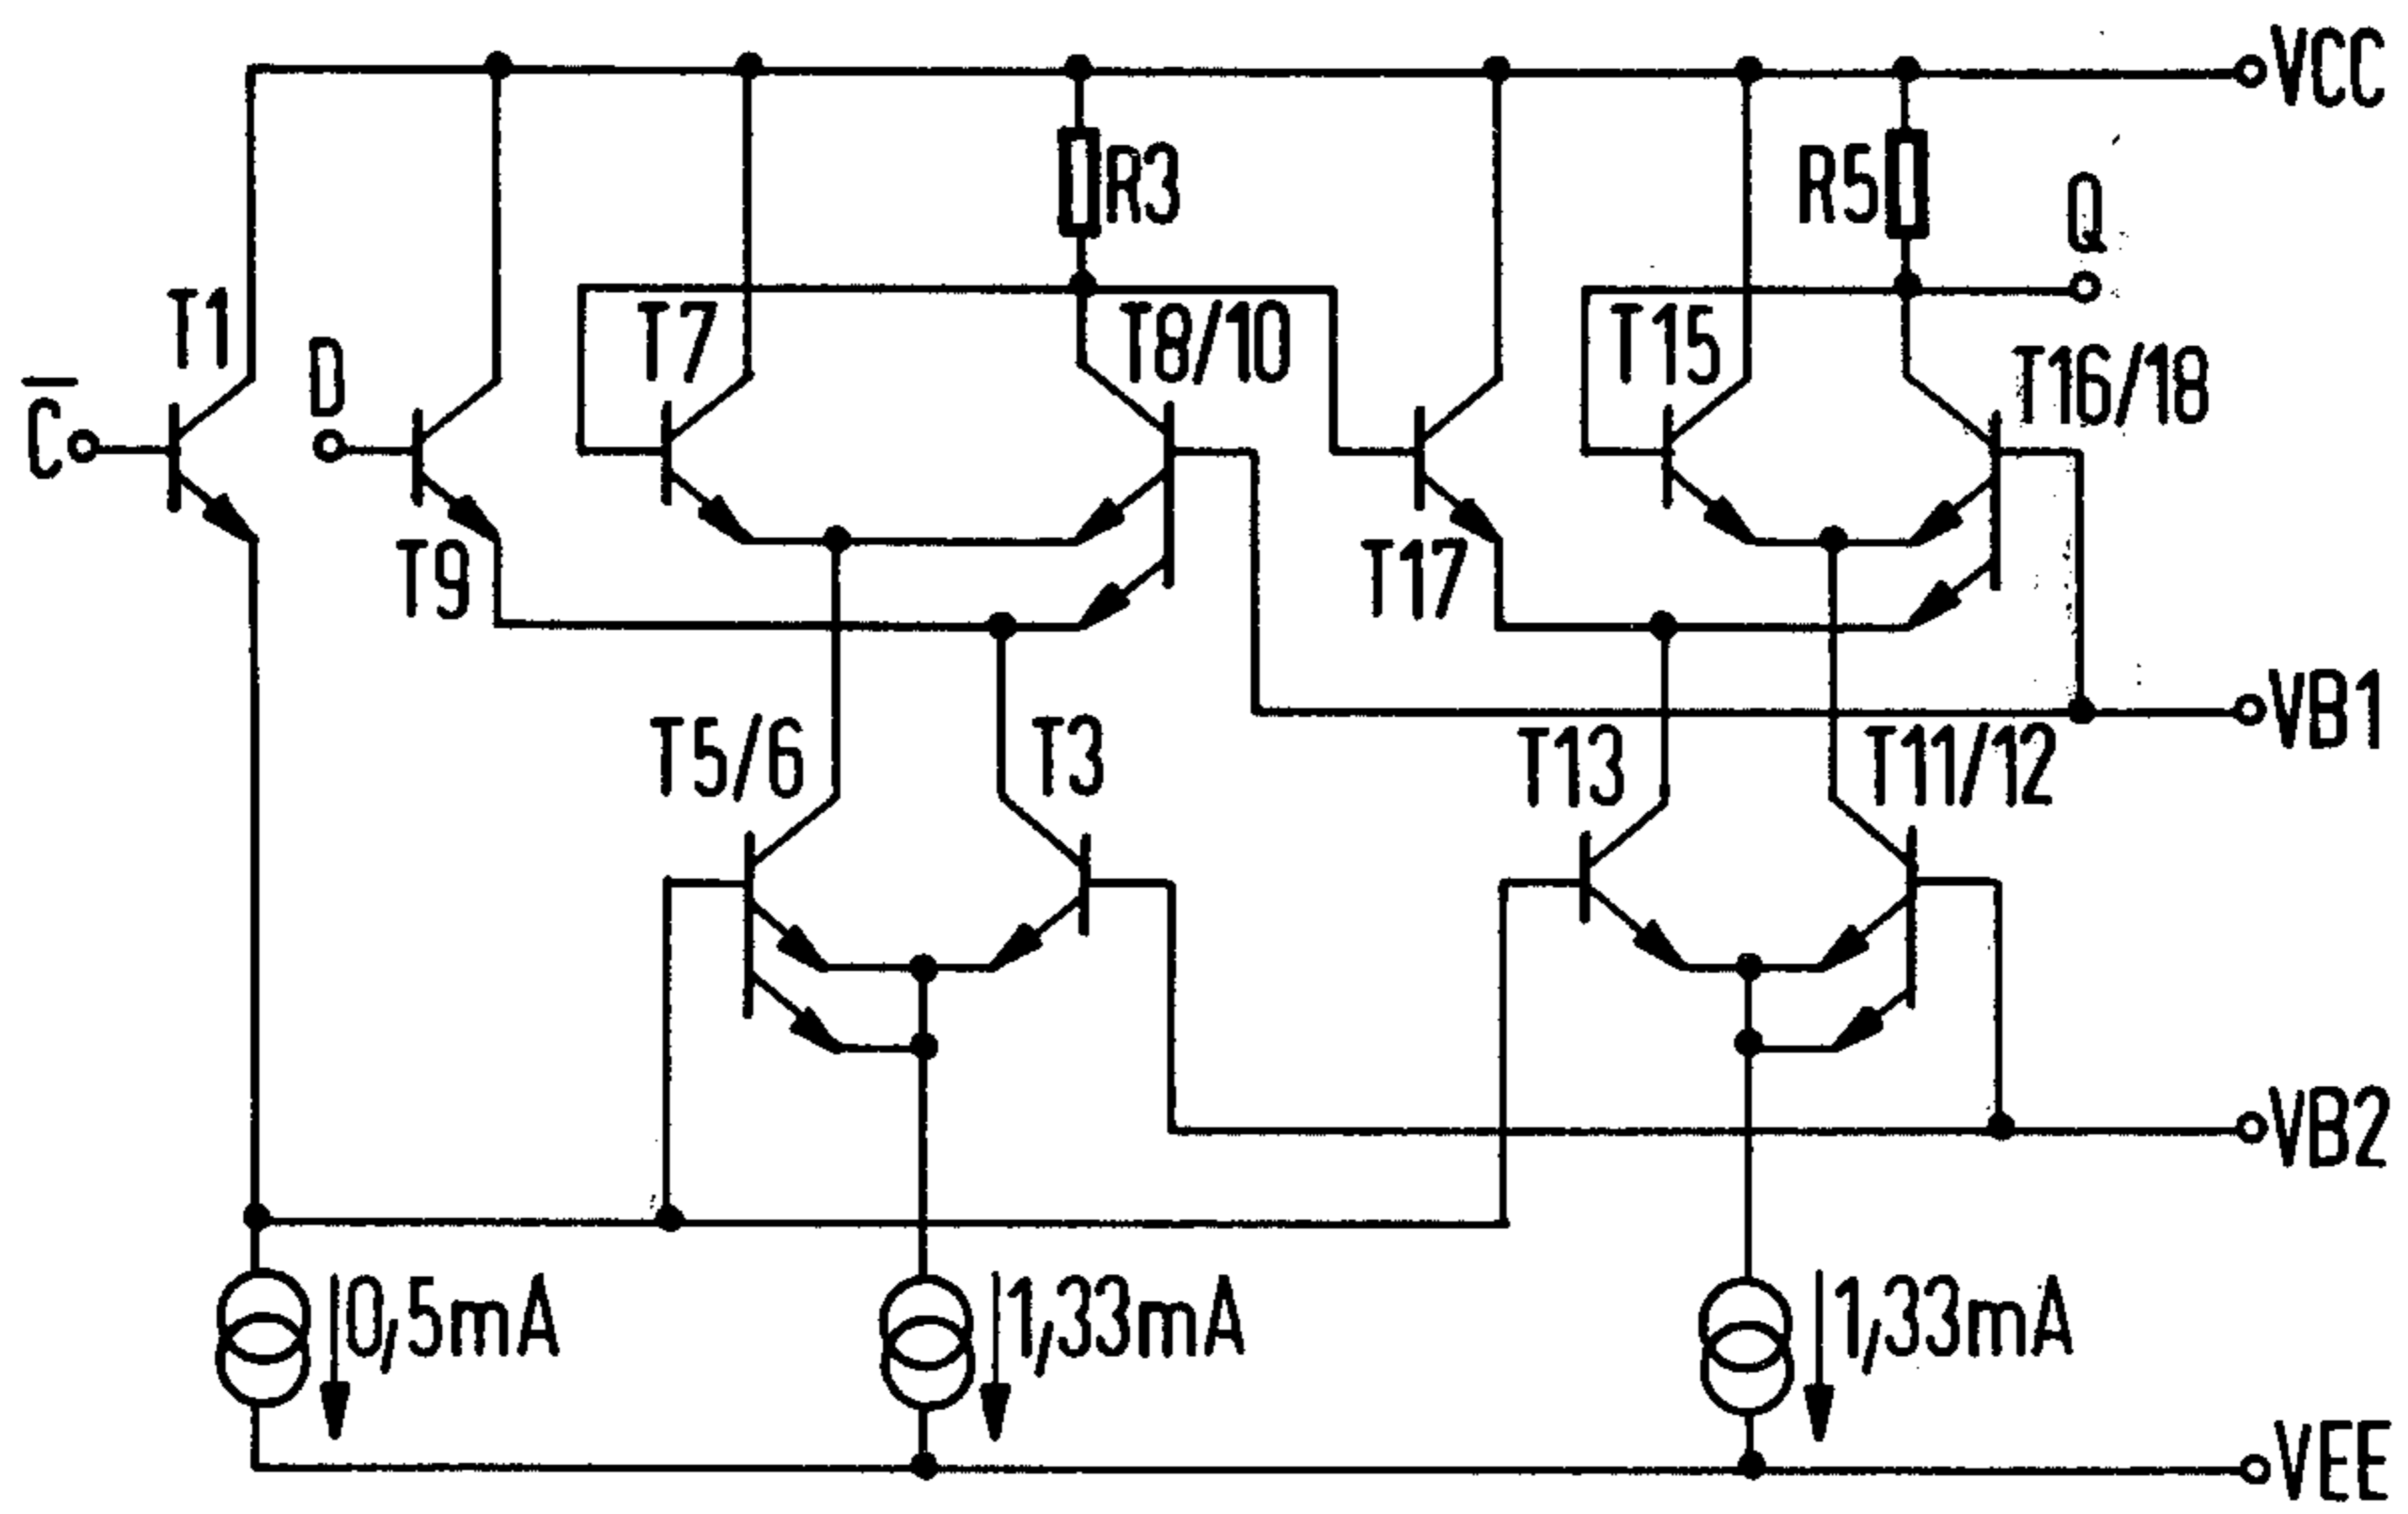 VCC
R3
R5
Q
T1
D
T7
T8/10
T15
T16/18
C̅
T9
T17
VB1
T5/6
T3
T13
T11/12
VB2
0,5mA
1,33mA
1,33mA
VEE